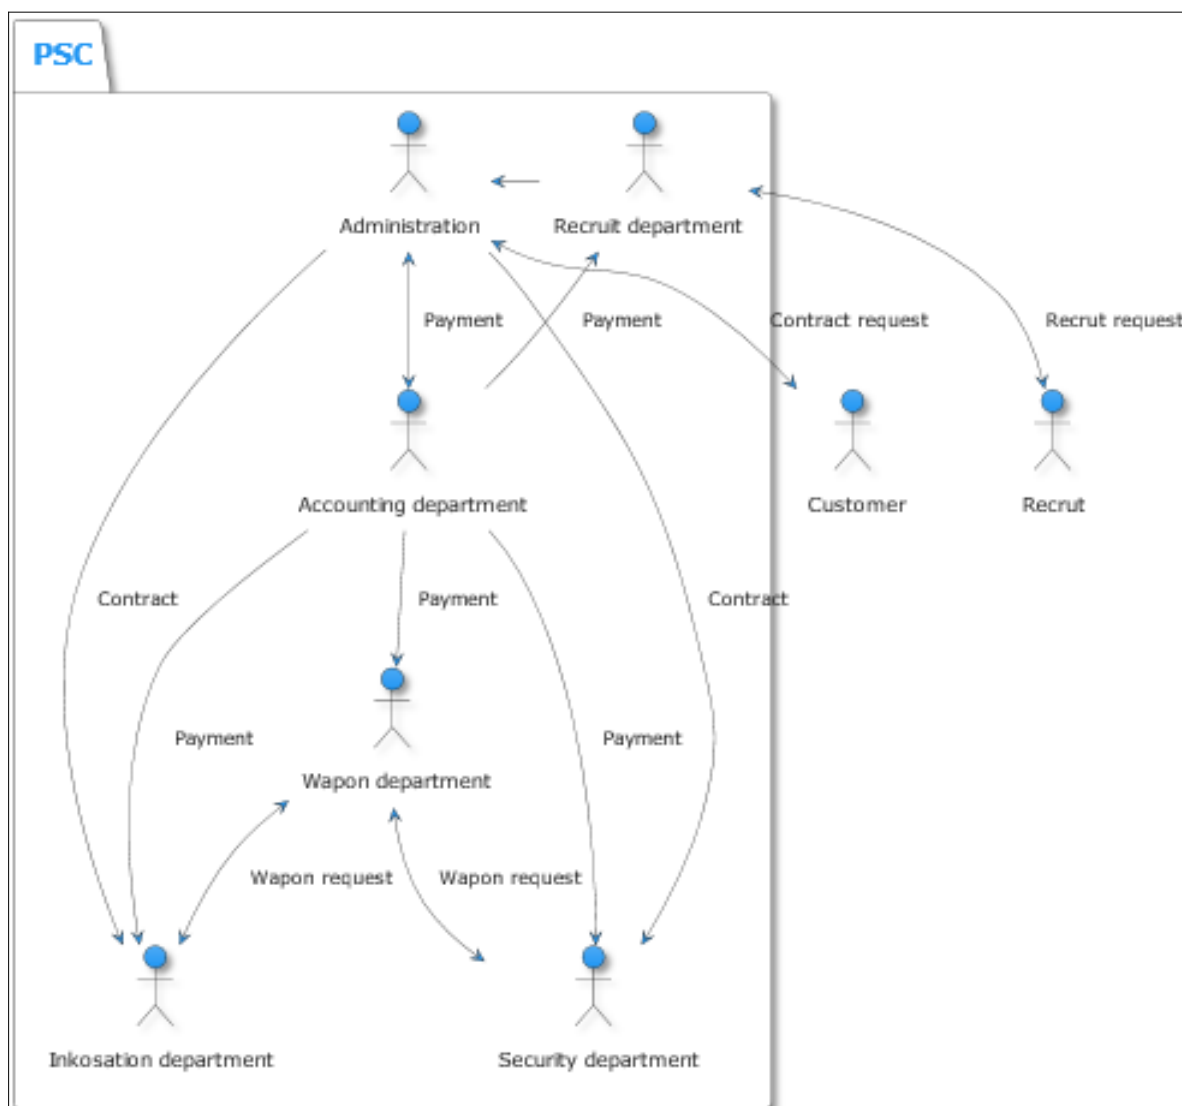 PSC
Administration
Recruit department
Payment
Payment
Contract request
Recrut request
Accounting department
Customer
Recrut
Contract
Payment
Contract
Payment
Payment
Wapon department
Wapon request
Wapon request
Inkosation department
Security department